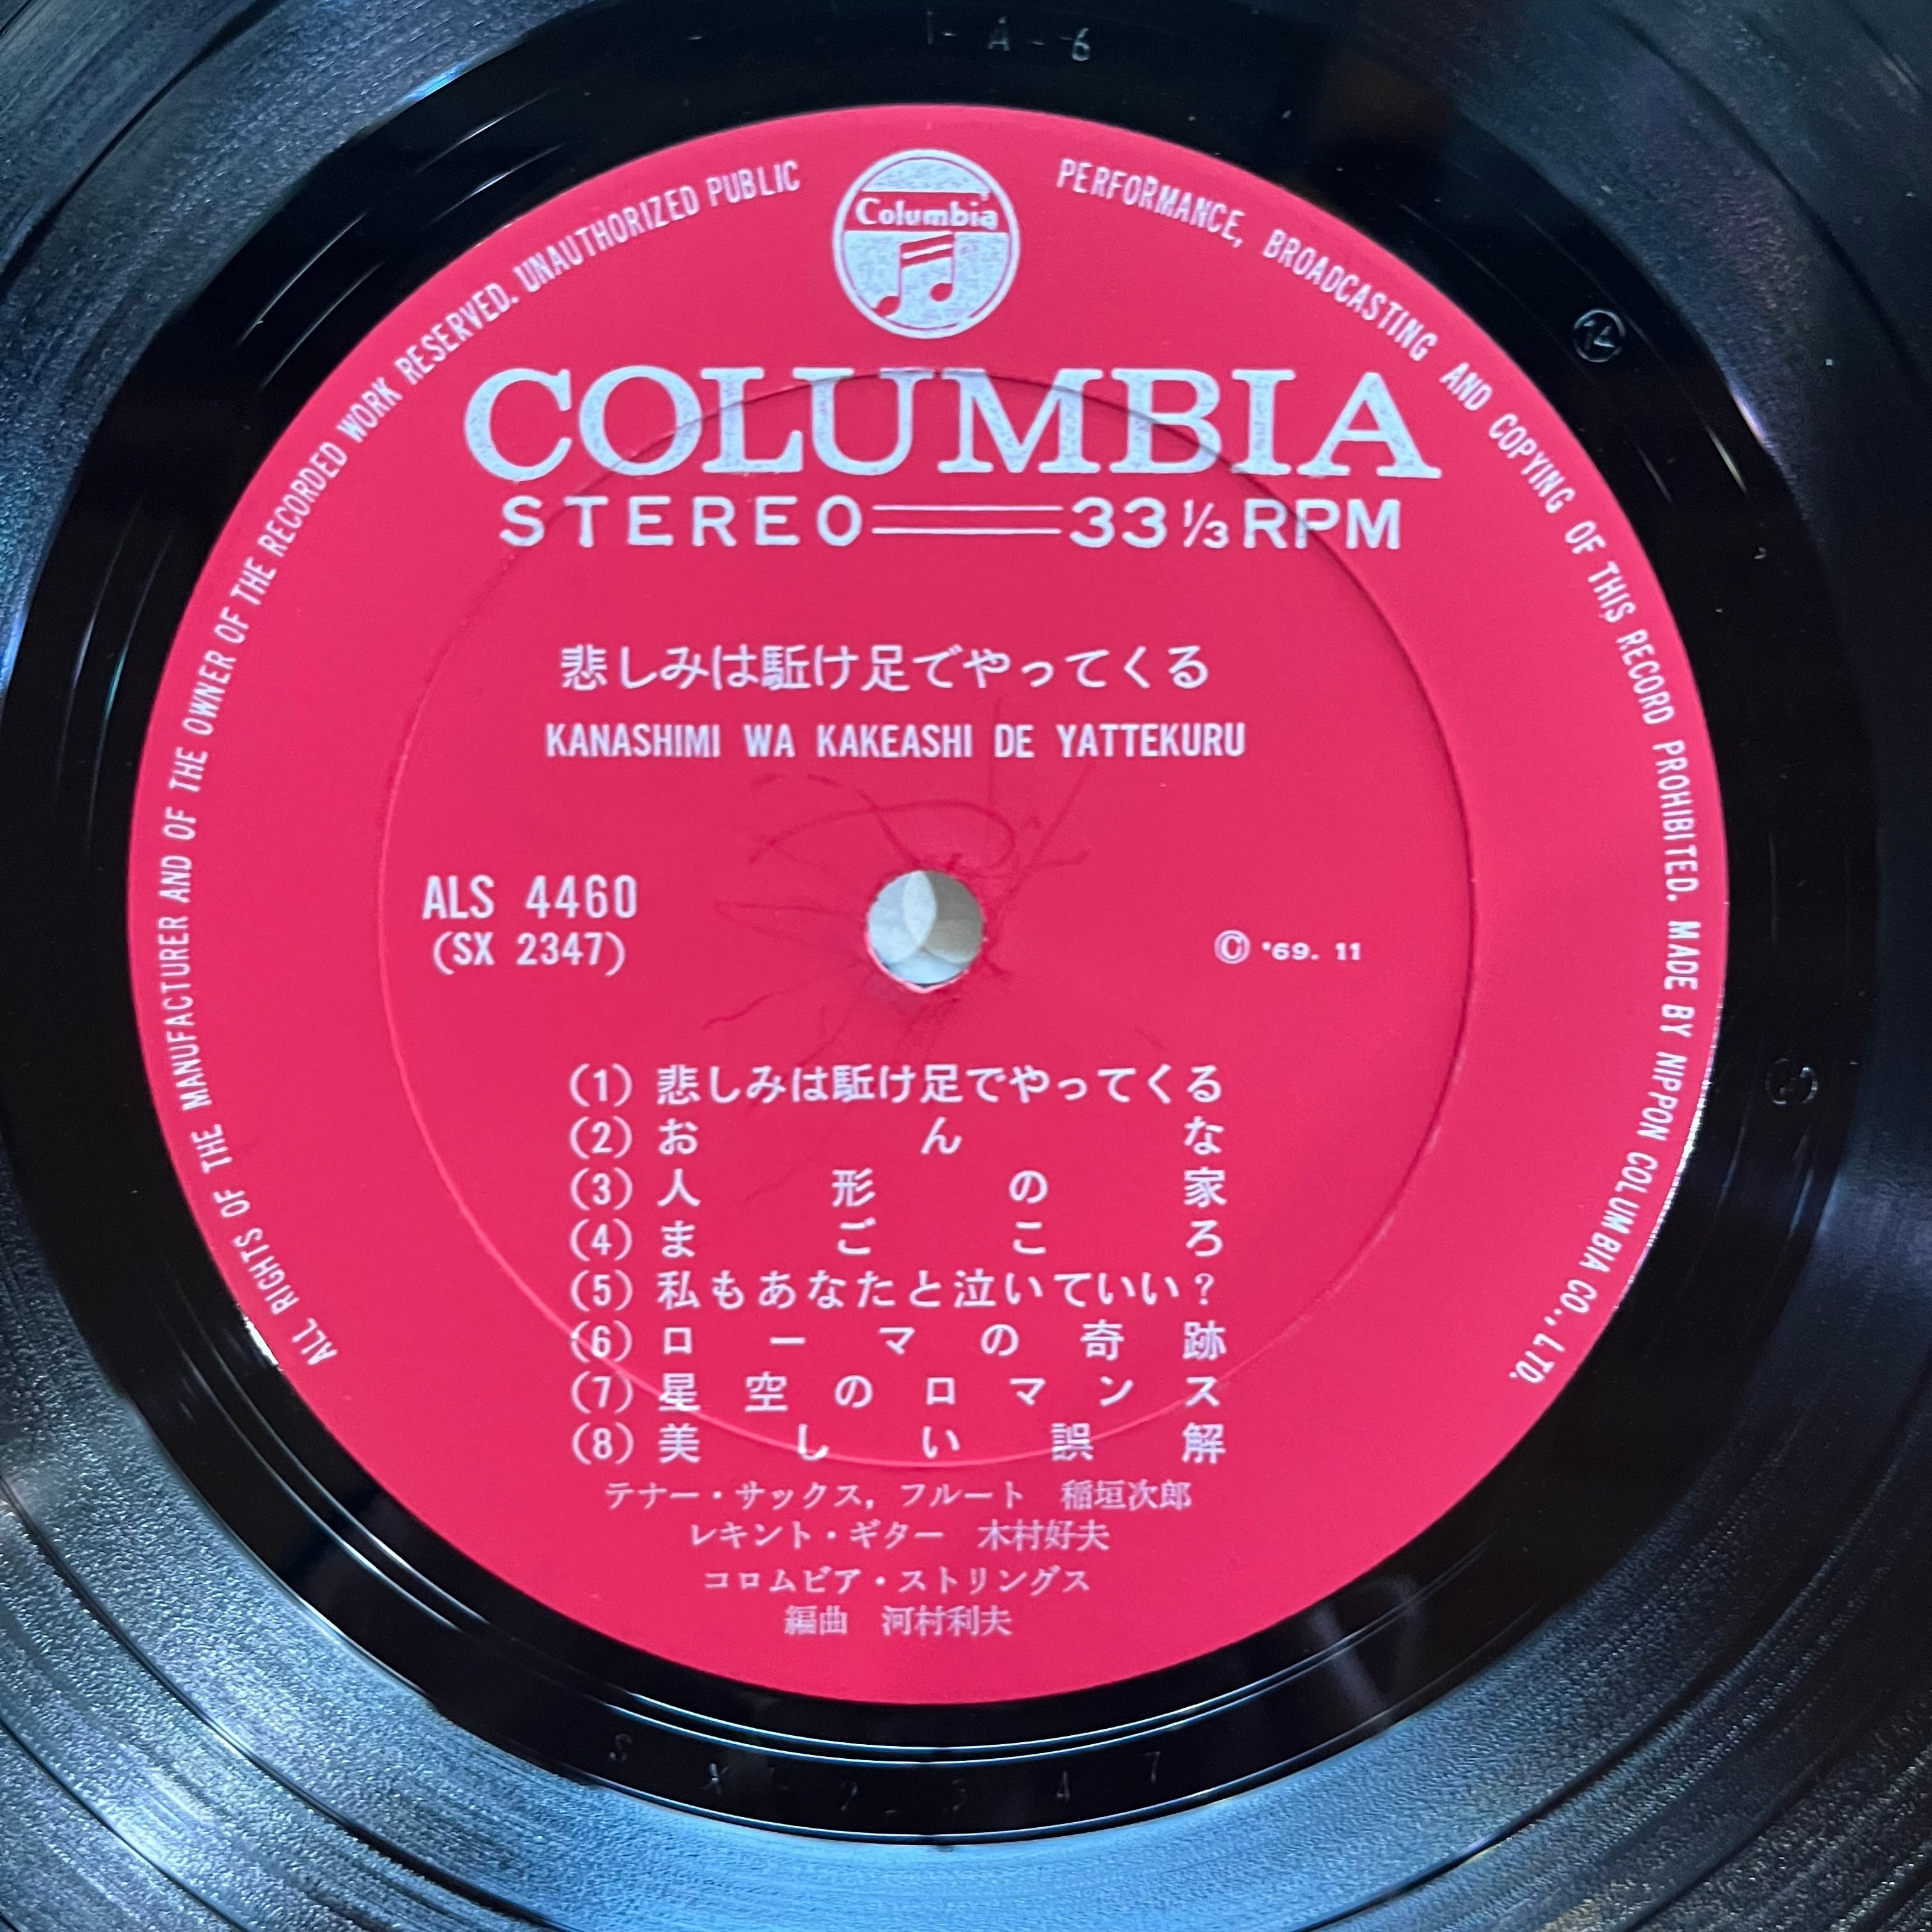 1-A-6
Columbia
ALL RIGHTS OF THE MANUFACTURER AND OF THE OWNER OF THE RECORDED WORK RESERVED. UNAUTHORIZED PUBLIC PERFORMANCE, BROADCASTING AND COPYING OF THIS RECORD PROHIBITED. MADE BY NIPPON COLUMBIA CO., LTD.
COLUMBIA
STEREO 33 1/3 RPM
悲しみは駈け足でやってくる
KANASHIMI WA KAKEASHI DE YATTEKURU
ALS 4460
(SX 2347)
Ⓒ '69. 11
(1) 悲しみは駈け足でやってくる
(2) おんな
(3) 人形の家
(4) まごころ
(5) 私もあなたと泣いていい?
(6) ローマの奇跡
(7) 星空のロマンス
(8) 美しい誤解
テナー・サックス, フルート 稲垣次郎
レキント・ギター 木村好夫
コロムビア・ストリングス
編曲 河村利夫
SX-2347